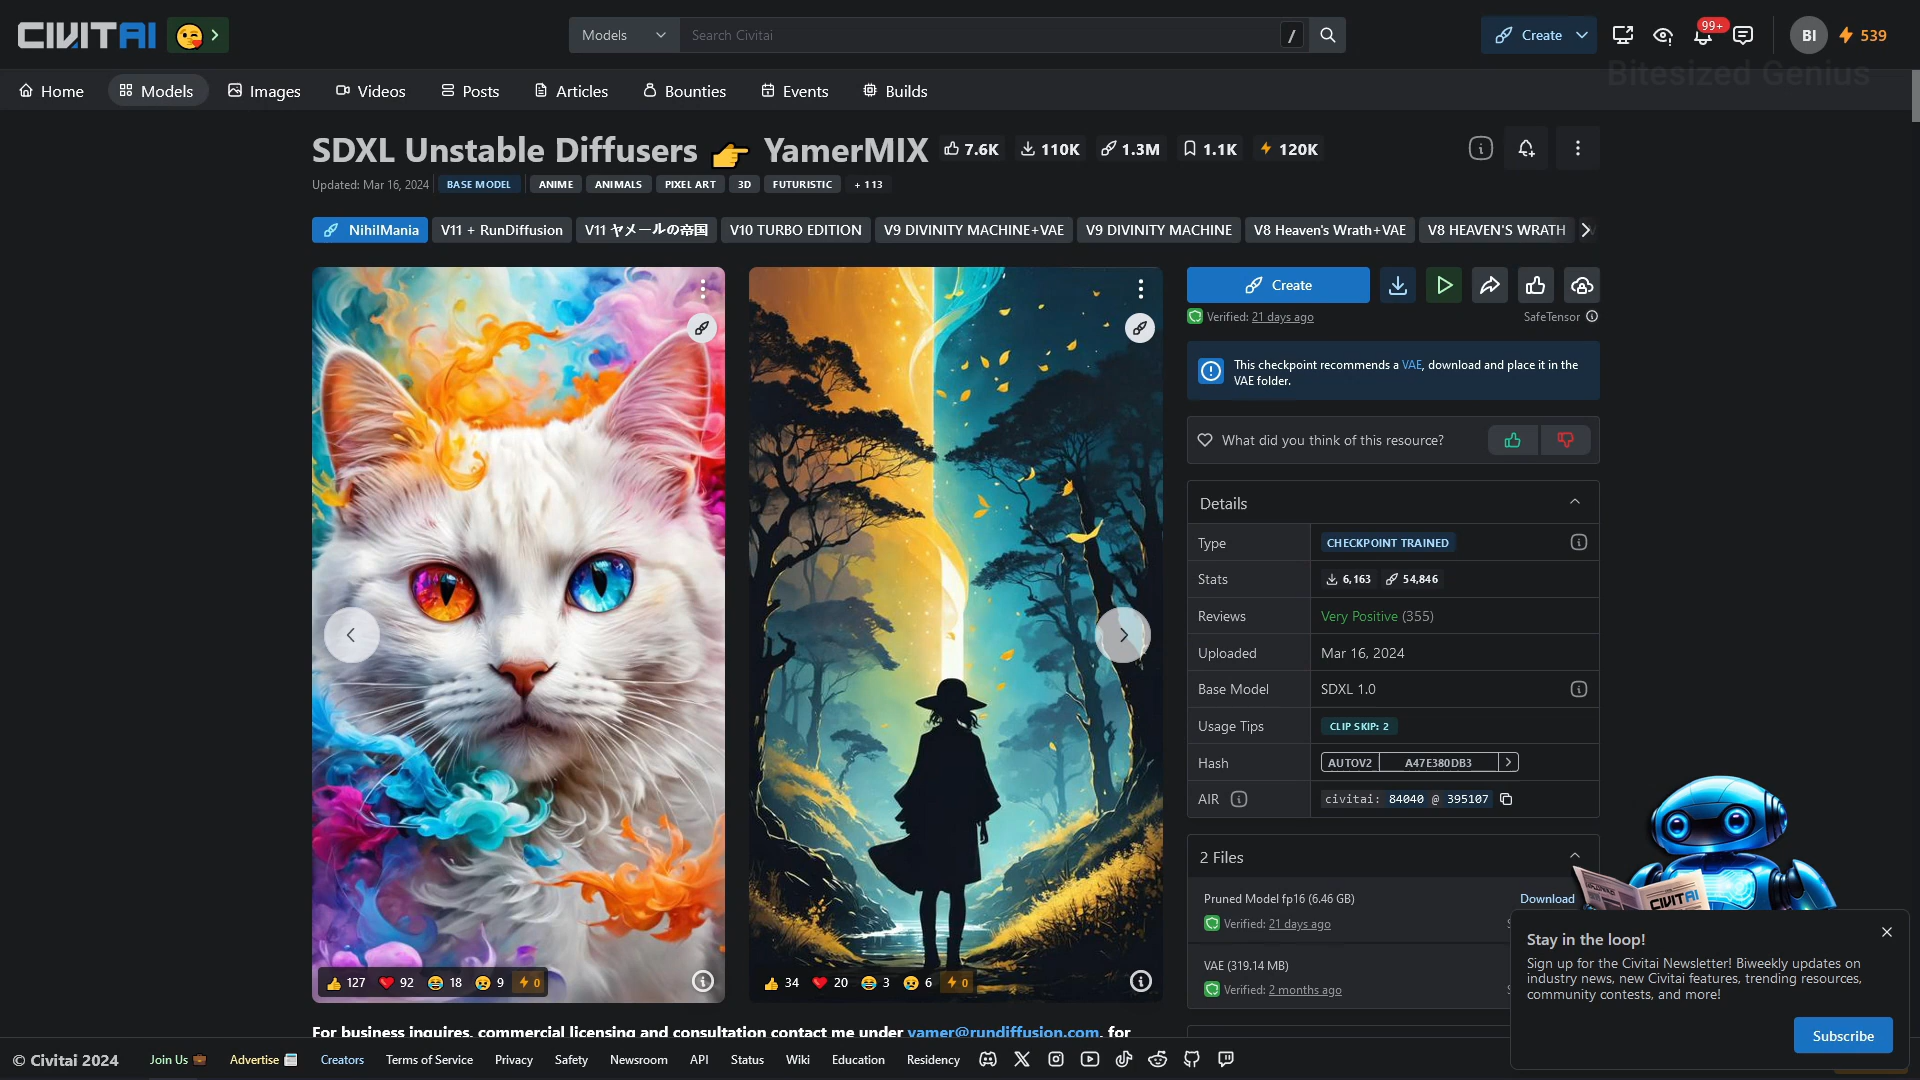 CIVITAI
Models
Search Civitai
/
Create
99+
BI
539
Bitesized Genius
Home
Models
Images
Videos
Posts
Articles
Bounties
Events
Builds
SDXL Unstable Diffusers 👉 YamerMIX
7.6K
110K
1.3M
1.1K
120K
Updated: Mar 16, 2024
BASE MODEL
ANIME
ANIMALS
PIXEL ART
3D
FUTURISTIC
+ 113
NihilMania
V11 + RunDiffusion
V11 ヤメールの帝国
V10 TURBO EDITION
V9 DIVINITY MACHINE+VAE
V9 DIVINITY MACHINE
V8 Heaven's Wrath+VAE
V8 HEAVEN'S WRATH
Create
Verified: 21 days ago
SafeTensor
This checkpoint recommends a VAE, download and place it in the
VAE folder.
What did you think of this resource?
Details
Type
CHECKPOINT TRAINED
Stats
6,163
54,846
Reviews
Very Positive (355)
Uploaded
Mar 16, 2024
Base Model
SDXL 1.0
Usage Tips
CLIP SKIP: 2
Hash
AUTOV2
A47E380DB3
AIR
civitai: 84040 @ 395107
2 Files
Pruned Model fp16 (6.46 GB)
Download
Verified: 21 days ago
VAE (319.14 MB)
Verified: 2 months ago
CIVITAI
Stay in the loop!
Sign up for the Civitai Newsletter! Biweekly updates on
industry news, new Civitai features, trending resources,
community contests, and more!
Subscribe
127
92
18
9
0
34
20
3
6
0
For business inquires, commercial licensing and consultation contact me under yamer@rundiffusion.com, for
© Civitai 2024
Join Us
Advertise
Creators
Terms of Service
Privacy
Safety
Newsroom
API
Status
Wiki
Education
Residency